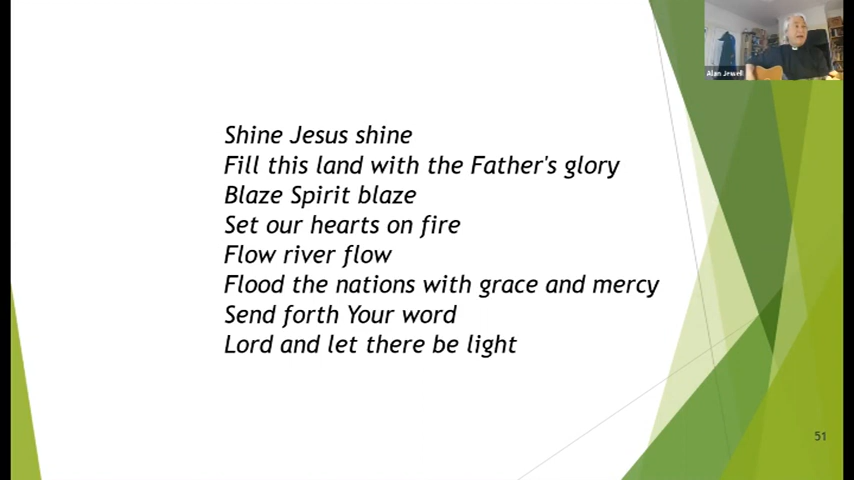 Alan Jewell
Shine Jesus shine
Fill this land with the Father's glory
Blaze Spirit blaze
Set our hearts on fire
Flow river flow
Flood the nations with grace and mercy
Send forth Your word
Lord and let there be light
51